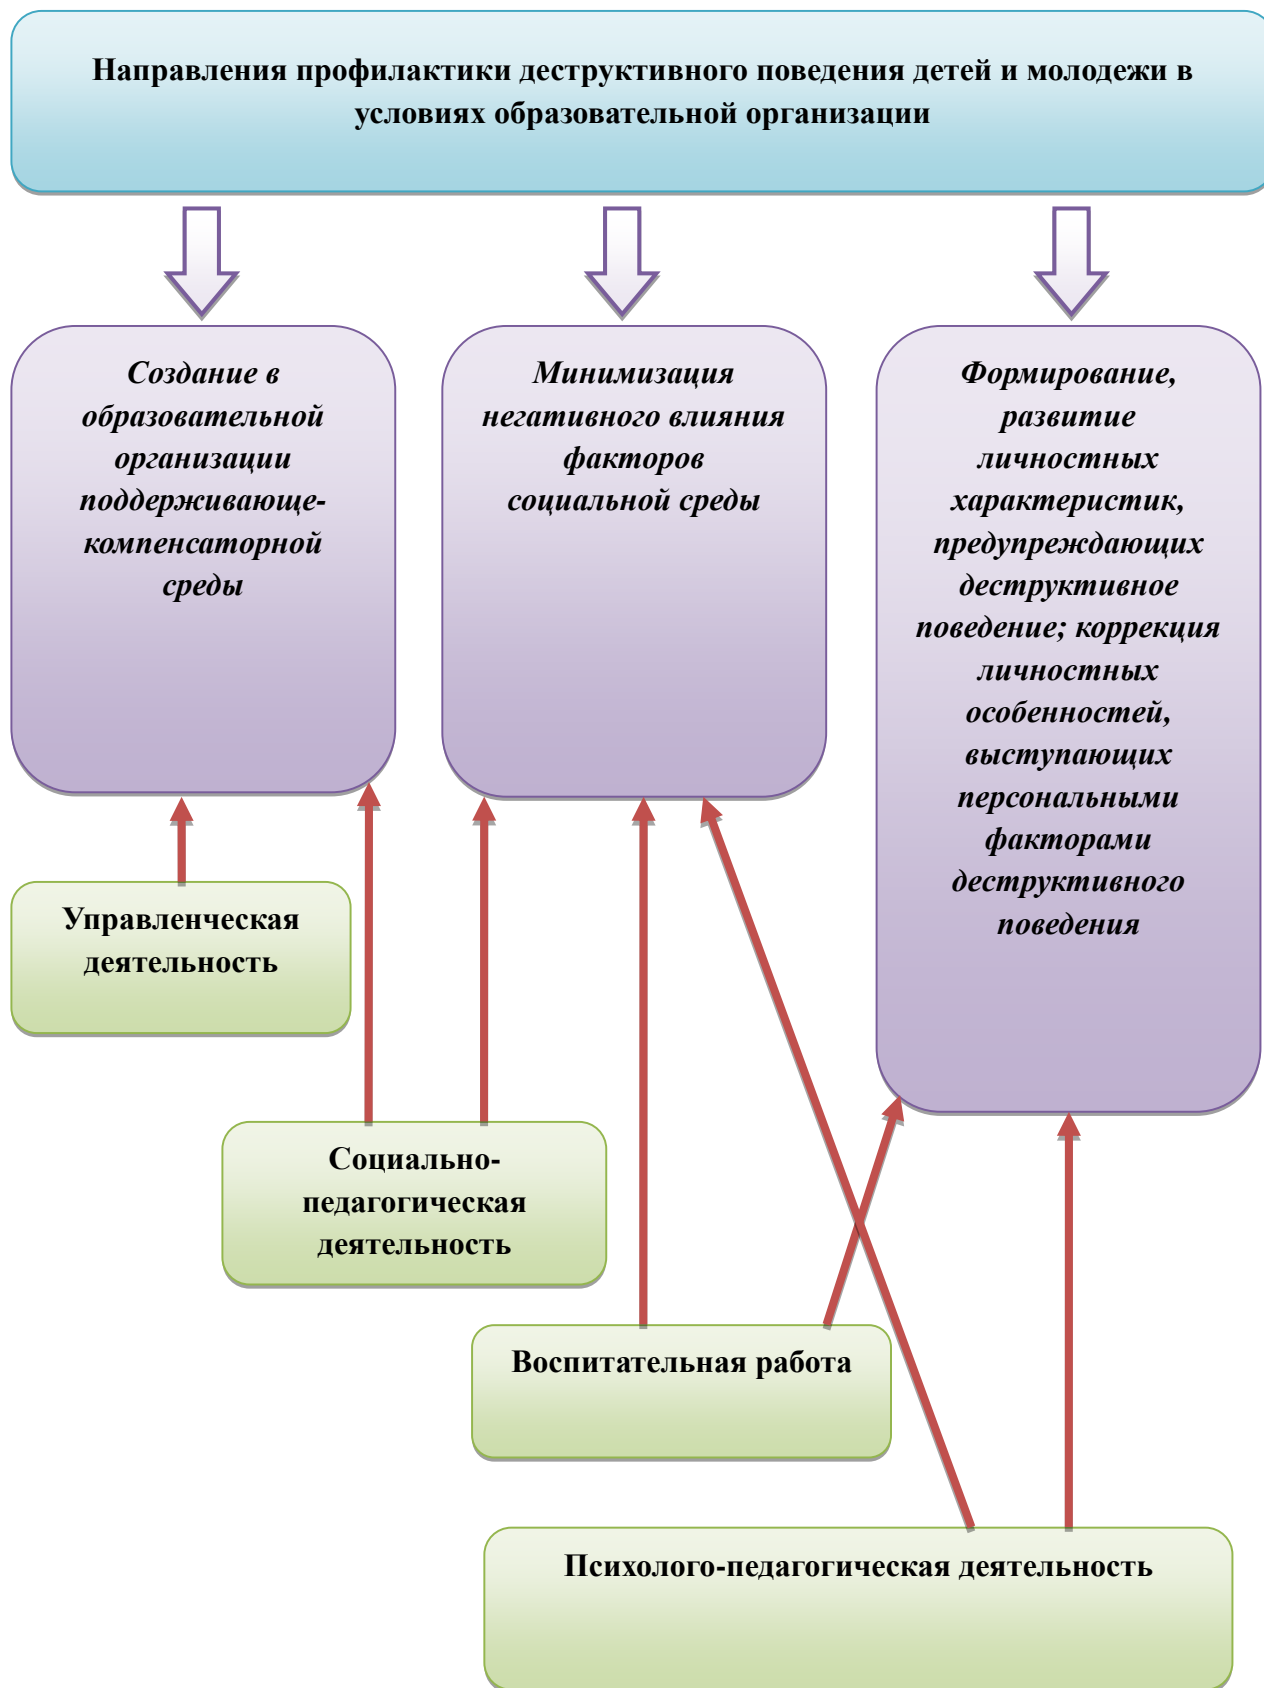 Направления профилактики деструктивного поведения детей и молодежи в
условиях образовательной организации
Создание в
образовательной
организации
поддерживающе-
компенсаторной
среды
Минимизация
негативного влияния
факторов
социальной среды
Формирование,
развитие
личностных
характеристик,
предупреждающих
деструктивное
поведение; коррекция
личностных
особенностей,
выступающих
персональными
факторами
деструктивного
поведения
Управленческая
деятельность
Социально-
педагогическая
деятельность
Воспитательная работа
Психолого-педагогическая деятельность